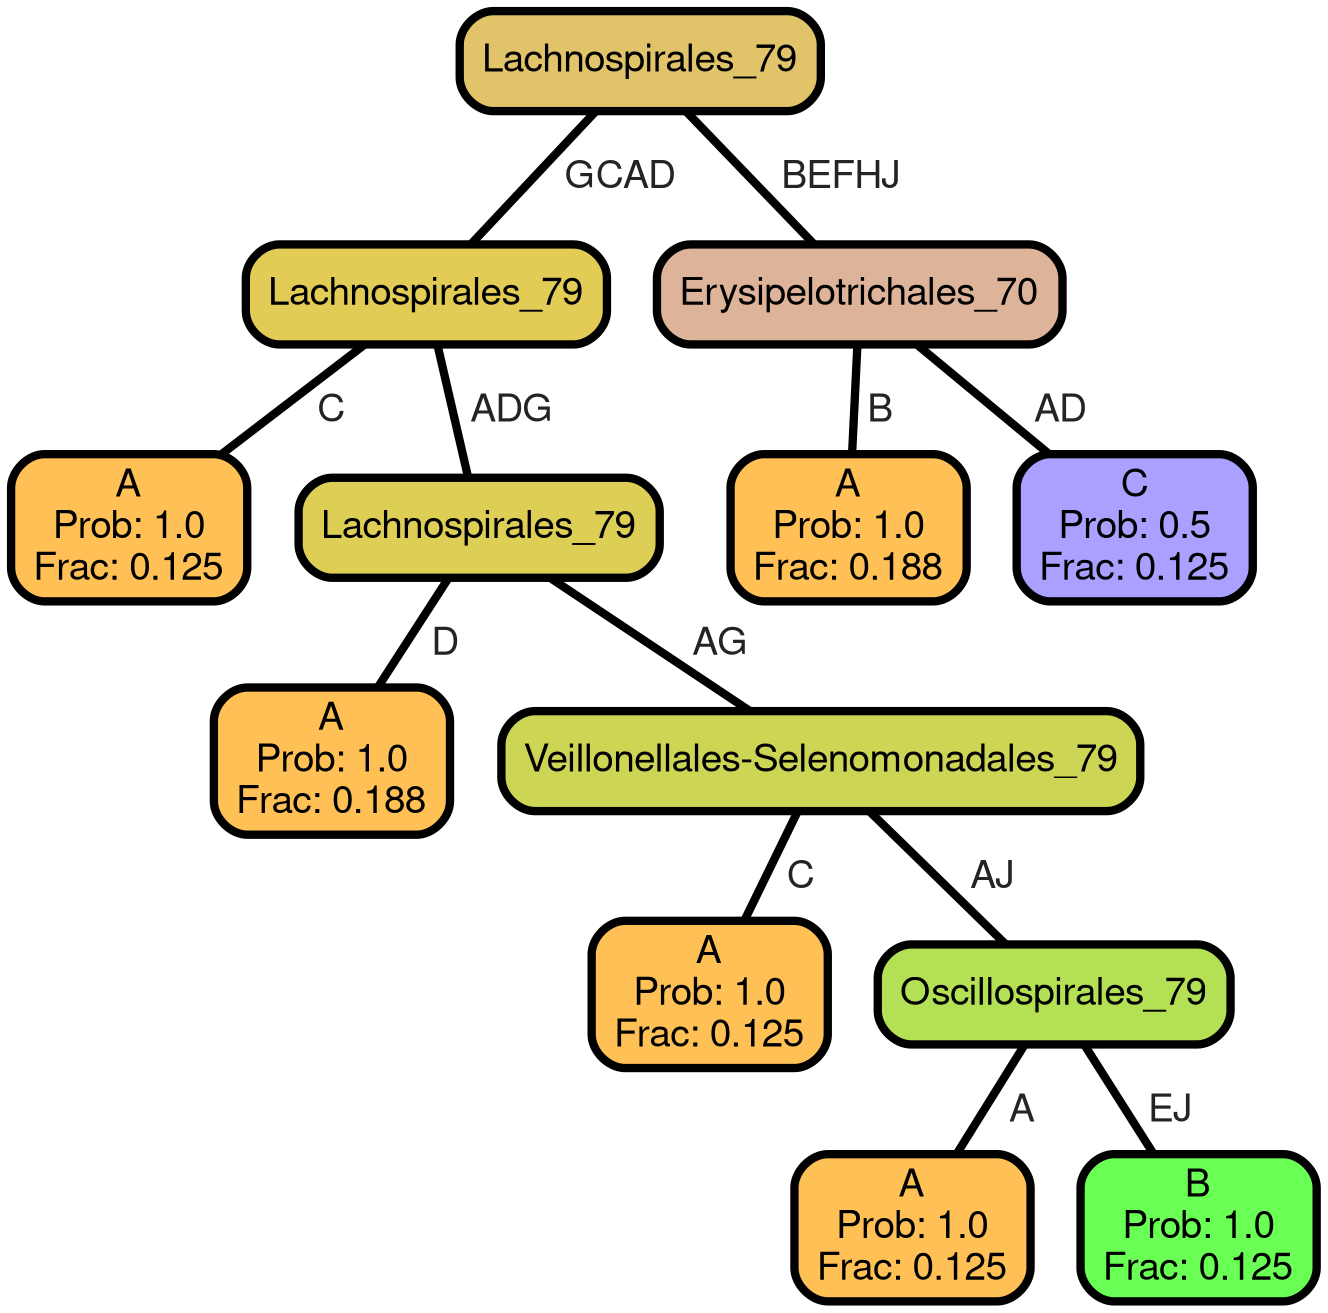 Lachnospirales_79
GCAD
BEFHJ
Lachnospirales_79
Erysipelotrichales_70
C
ADG
B
AD
A
Prob: 1.0
Frac: 0.125
Lachnospirales_79
A
Prob: 1.0
Frac: 0.188
C
Prob: 0.5
Frac: 0.125
D
AG
A
Prob: 1.0
Frac: 0.188
Veillonellales-Selenomonadales_79
C
AJ
A
Prob: 1.0
Frac: 0.125
Oscillospirales_79
A
EJ
A
Prob: 1.0
Frac: 0.125
B
Prob: 1.0
Frac: 0.125